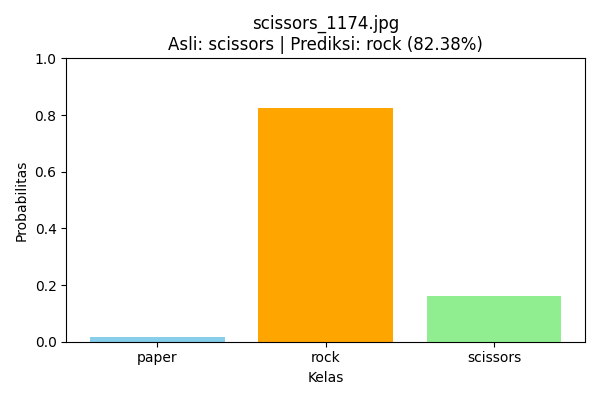 scissors_1174.jpg
Asli: scissors | Prediksi: rock (82.38%)
1.0
0.8
0.6
0.4
0.2
0.0
Probabilitas
paper rock scissors
Kelas